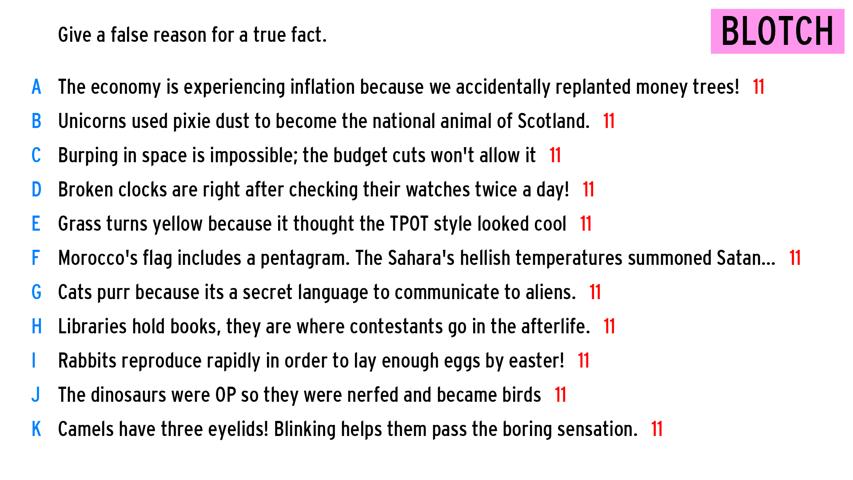 Give a false reason for a true fact.
BLOTCH
A The economy is experiencing inflation because we accidentally replanted money trees! 11
B Unicorns used pixie dust to become the national animal of Scotland. 11
C Burping in space is impossible; the budget cuts won't allow it 11
D Broken clocks are right after checking their watches twice a day! 11
E Grass turns yellow because it thought the TPOT style looked cool 11
F Morocco's flag includes a pentagram. The Sahara's hellish temperatures summoned Satan... 11
G Cats purr because its a secret language to communicate to aliens. 11
H Libraries hold books, they are where contestants go in the afterlife. 11
I Rabbits reproduce rapidly in order to lay enough eggs by easter! 11
J The dinosaurs were OP so they were nerfed and became birds 11
K Camels have three eyelids! Blinking helps them pass the boring sensation. 11